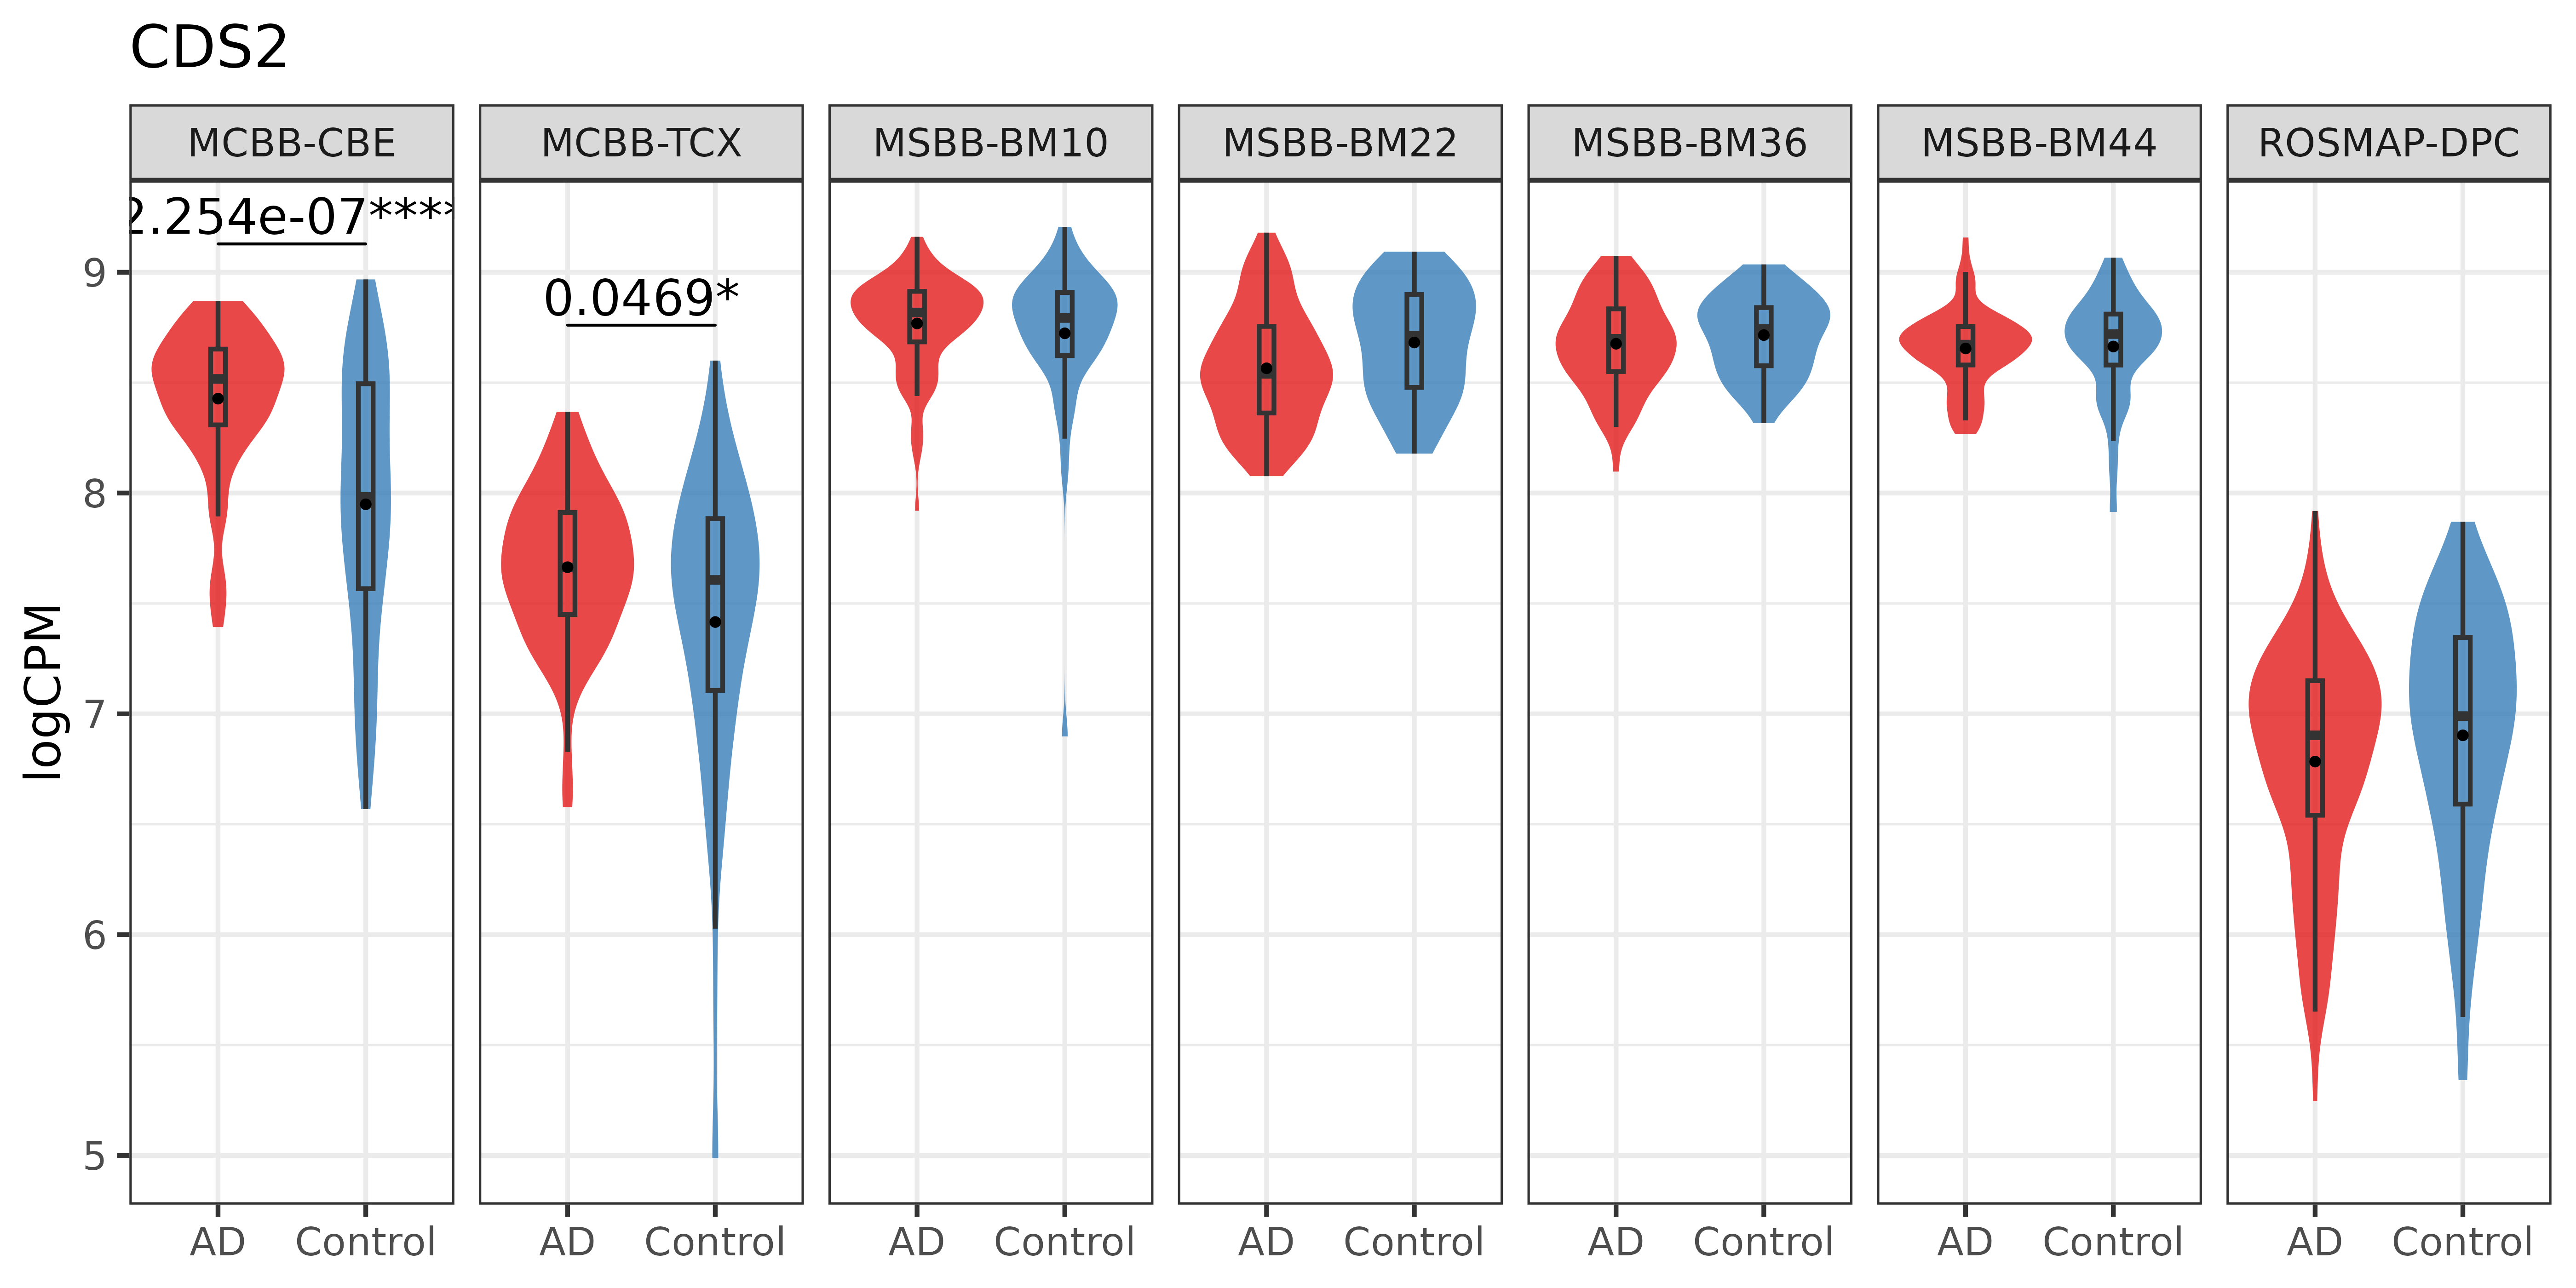 CDS2
MCBB-CBE MCBB-TCX MSBB-BM10 MSBB-BM22 MSBB-BM36 MSBB-BM44 ROSMAP-DPC
2.254e-07****
0.0469*
9
8
7
6
5
logCPM
AD Control AD Control AD Control AD Control AD Control AD Control AD Control